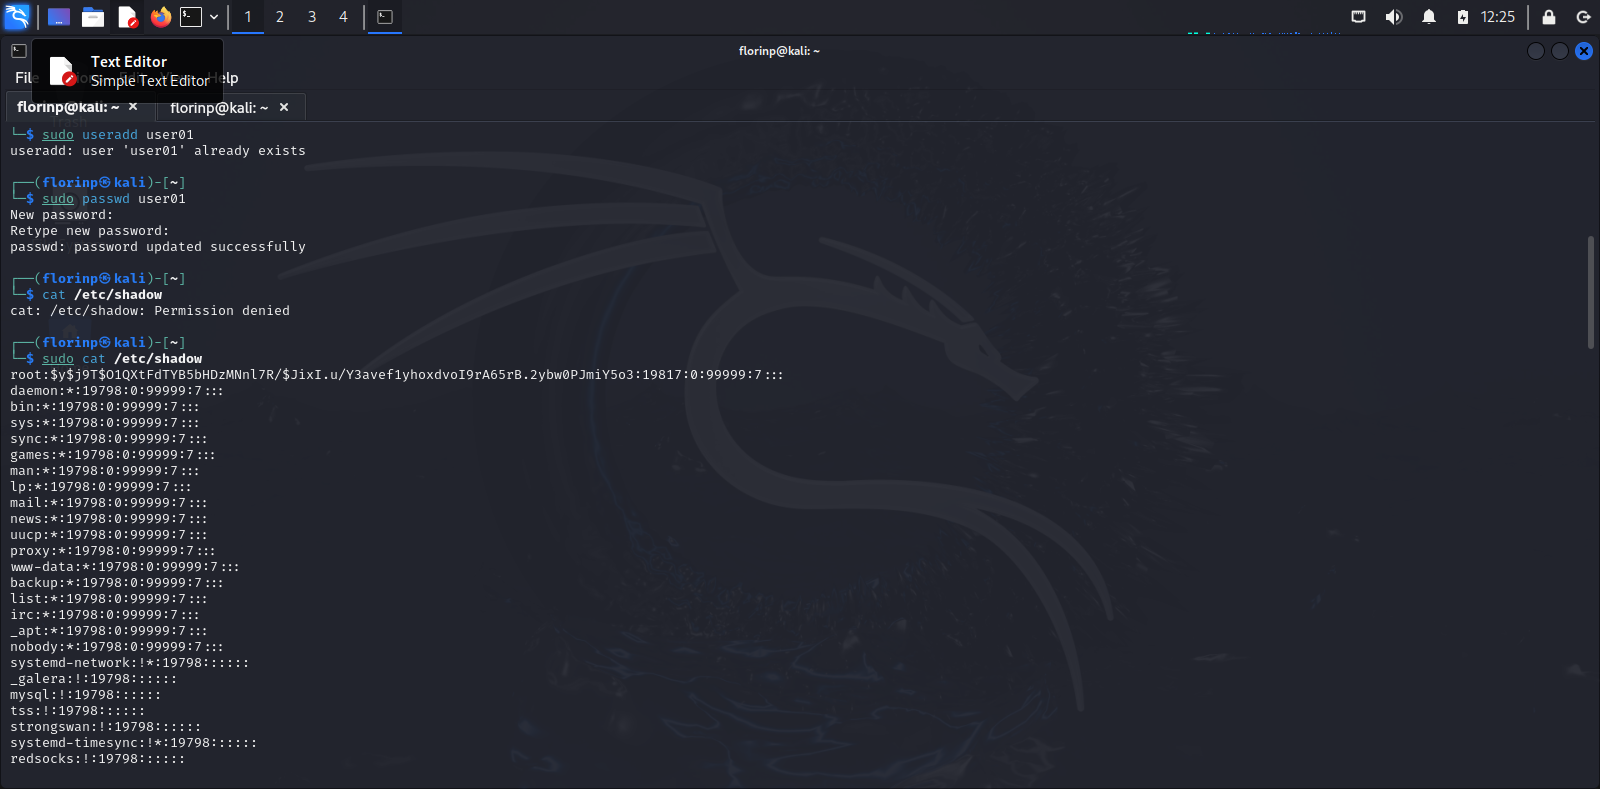 1 2 3 4 12:25
florinp@kali: ~
Text Editor
Simple Text Editor
File Help
florinp@kali: ~ florinp@kali: ~
└─$ sudo useradd user01
useradd: user 'user01' already exists
┌──(florinp㉿kali)-[~]
└─$ sudo passwd user01
New password:
Retype new password:
passwd: password updated successfully
┌──(florinp㉿kali)-[~]
└─$ cat /etc/shadow
cat: /etc/shadow: Permission denied
┌──(florinp㉿kali)-[~]
└─$ sudo cat /etc/shadow
root:$y$j9T$O1QXtFdTYB5bHDzMNnl7R/$JixI.u/Y3avef1yhoxdvoI9rA65rB.2ybw0PJmiY5o3:19817:0:99999:7:::
daemon:*:19798:0:99999:7:::
bin:*:19798:0:99999:7:::
sys:*:19798:0:99999:7:::
sync:*:19798:0:99999:7:::
games:*:19798:0:99999:7:::
man:*:19798:0:99999:7:::
lp:*:19798:0:99999:7:::
mail:*:19798:0:99999:7:::
news:*:19798:0:99999:7:::
uucp:*:19798:0:99999:7:::
proxy:*:19798:0:99999:7:::
www-data:*:19798:0:99999:7:::
backup:*:19798:0:99999:7:::
list:*:19798:0:99999:7:::
irc:*:19798:0:99999:7:::
_apt:*:19798:0:99999:7:::
nobody:*:19798:0:99999:7:::
systemd-network:!*:19798::::::
_galera:!:19798::::::
mysql:!:19798::::::
tss:!:19798::::::
strongswan:!:19798::::::
systemd-timesync:!*:19798::::::
redsocks:!:19798::::::